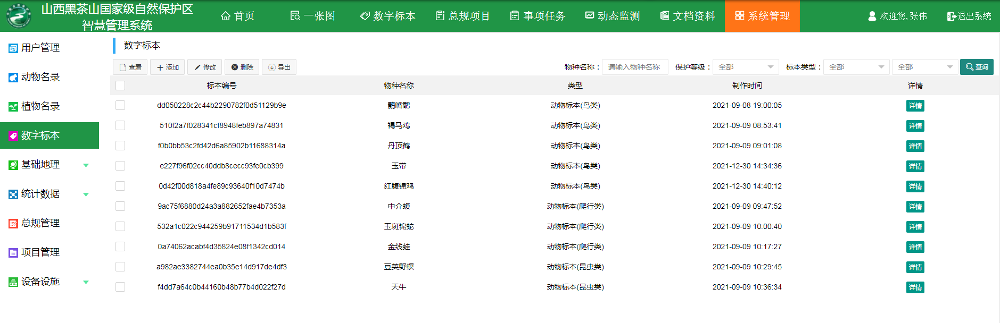 山西黑茶山国家级自然保护区
智慧管理系统
首页 一张图 数字标本 总规项目 事项任务 动态监测 文档资料 系统管理 欢迎您, 张伟 退出系统
用户管理
动物名录
植物名录
数字标本
基础地理
统计数据
总规管理
项目管理
设备设施
数字标本
查看 添加 修改 删除 导出 物种名称： 请输入物种名称 保护等级： 全部 标本类型： 全部 全部 查询
标本编号 物种名称 类型 制作时间 详情
dd050228c2c44b2290782f0d51129b9e 鹮嘴鹬 动物标本(鸟类) 2021-09-08 19:00:05 详情
510f2a7f028341cf8948feb897a74831 褐马鸡 动物标本(鸟类) 2021-09-09 08:53:41 详情
f0b0bb53c2fd42d6a85902b11688314a 丹顶鹤 动物标本(鸟类) 2021-09-09 09:01:08 详情
e227f96f02cc40ddb8cecc93fe0cb399 玉带 动物标本(鸟类) 2021-12-30 14:34:36 详情
0d42f00d818a4fe89c93640f10d7474b 红腹锦鸡 动物标本(鸟类) 2021-12-30 14:40:12 详情
9ac75f6880d24a3a882652fae4b7353a 中介蝮 动物标本(爬行类) 2021-09-09 09:47:52 详情
532a1c022c944259b91711534d1b583f 玉斑锦蛇 动物标本(爬行类) 2021-09-09 10:00:40 详情
0a74062acabf4d35824e08f1342cd014 金线蛙 动物标本(爬行类) 2021-09-09 10:17:27 详情
a982ae3382744ea0b35e14d917de4df3 豆荚野螟 动物标本(昆虫类) 2021-09-09 10:29:45 详情
f4dd7a64c0b44160b48b77b4d022f27d 天牛 动物标本(昆虫类) 2021-09-09 10:36:34 详情